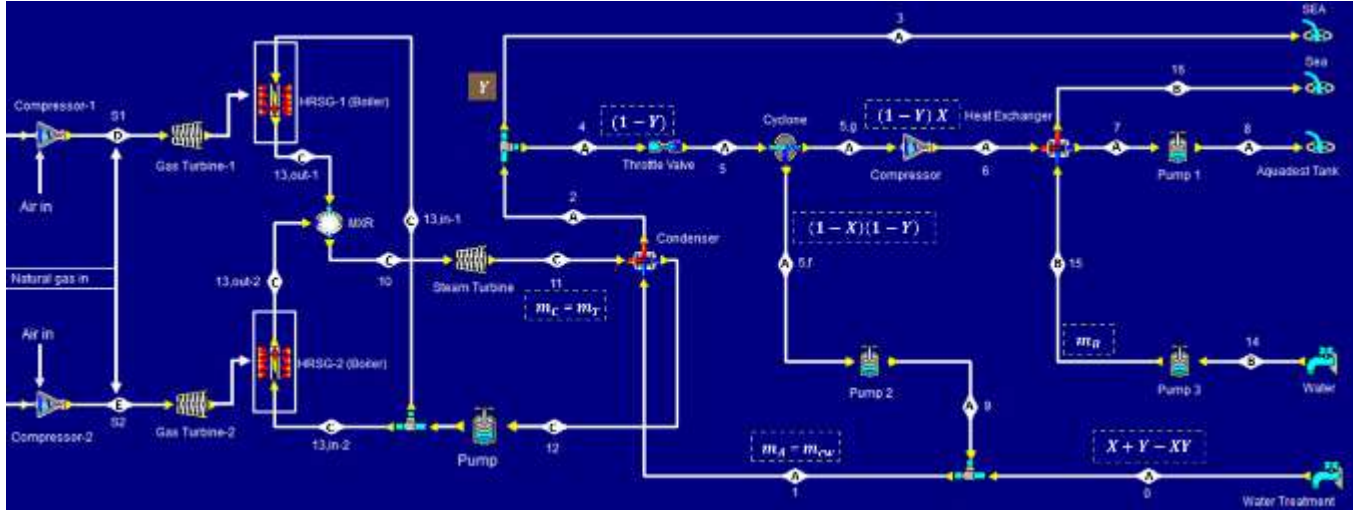 3
SEA
Y
16
B
Sea
Compressor-1
S1
D
HRSG-1 (Boiler)
Gas Turbine-1
4
(1 − Y)
Cyclone
5,g
(1 − Y) X
Heat Exchanger
7
8
A
Throttle Valve
5
Compressor
6
Pump 1
Aquadest Tank
C
13,out-1
Air in
MXR
C
13,in-1
2
A
Condenser
(1 − X)(1 − Y)
A
5,f
B
15
Natural gas in
13,out-2
C
C
10
Steam Turbine
C
11
m_C = m_T
Air in
HRSG-2 (Boiler)
m_B
14
B
Pump 2
Pump 3
Water
E
S2
Compressor-2
Gas Turbine-2
C
13,in-2
Pump
C
12
A
9
m_A = m_cw
A
1
X + Y − XY
A
0
Water Treatment